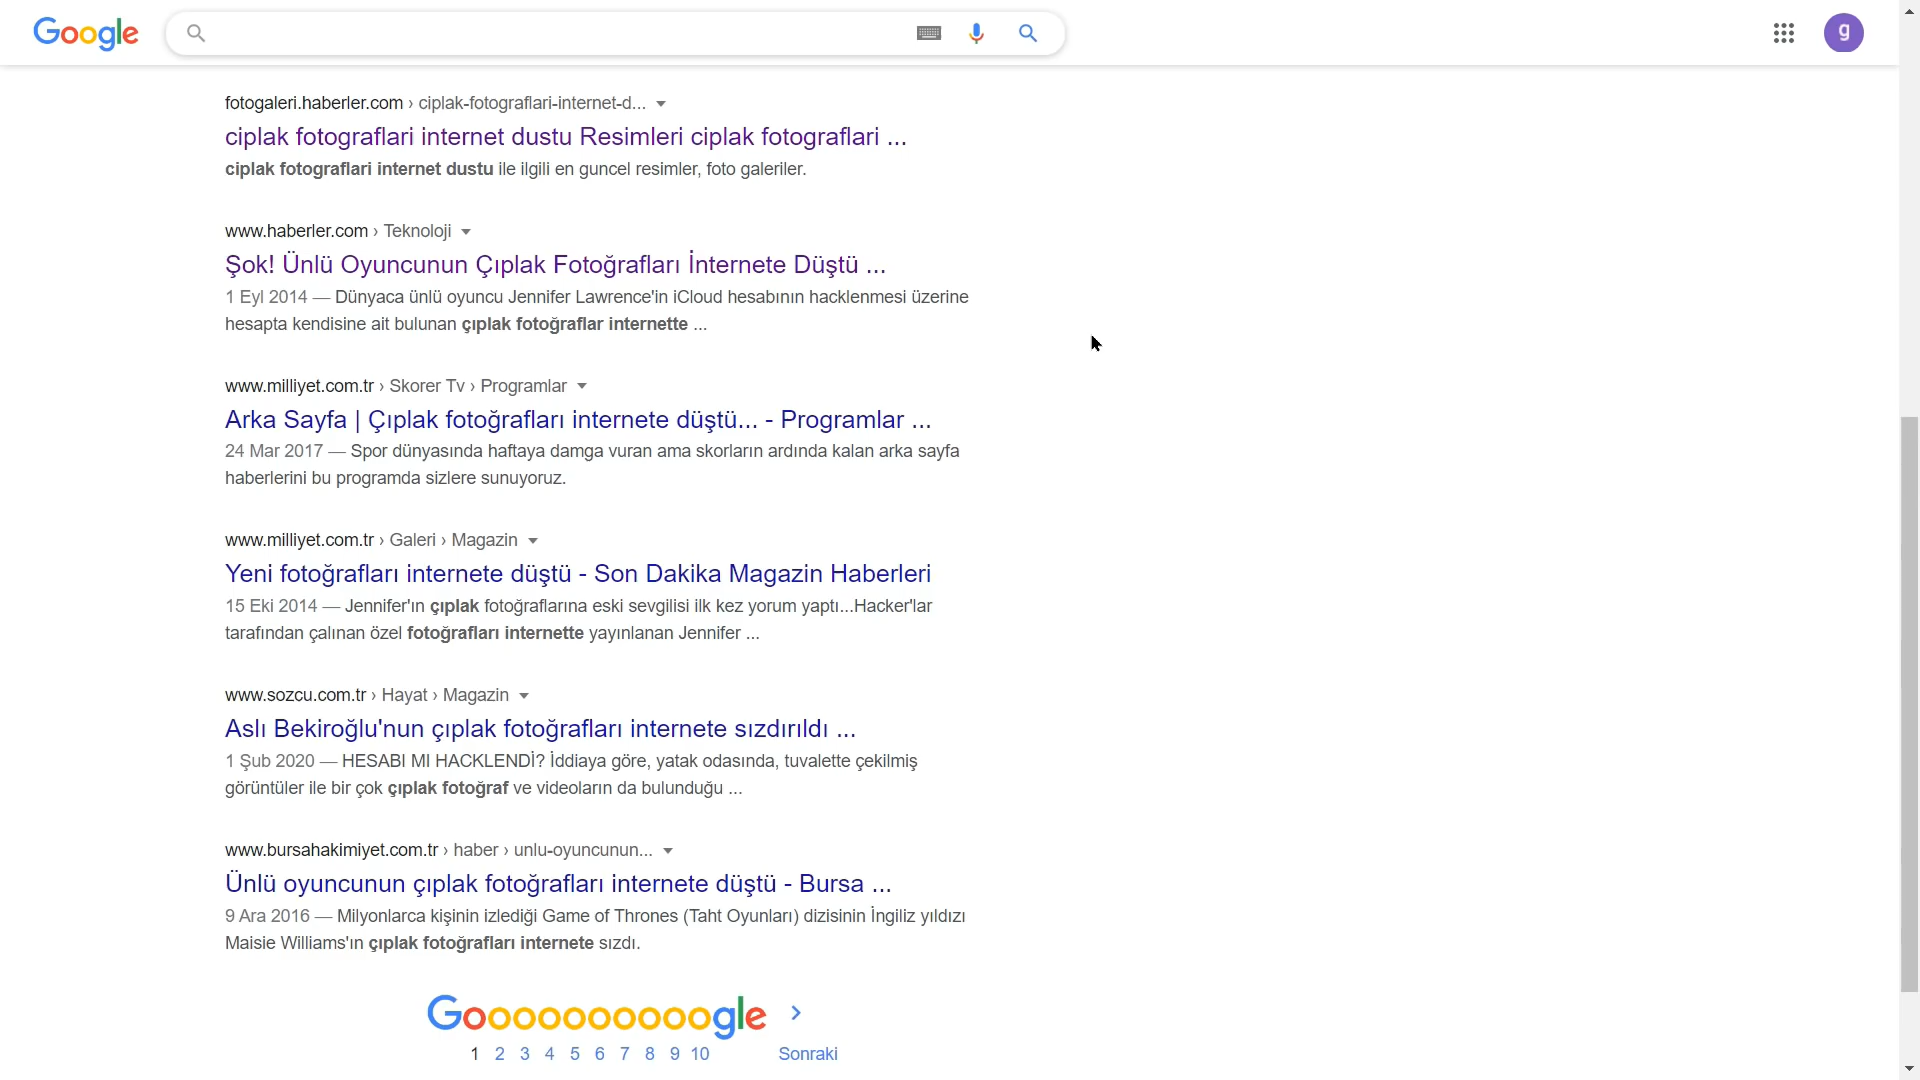 Google
g
fotogaleri.haberler.com › ciplak-fotograflari-internet-d...
ciplak fotograflari internet dustu Resimleri ciplak fotograflari ...
ciplak fotograflari internet dustu ile ilgili en guncel resimler, foto galeriler.
www.haberler.com › Teknoloji
Şok! Ünlü Oyuncunun Çıplak Fotoğrafları İnternete Düştü ...
1 Eyl 2014 — Dünyaca ünlü oyuncu Jennifer Lawrence'in iCloud hesabının hacklenmesi üzerine
hesapta kendisine ait bulunan çıplak fotoğraflar internette ...
www.milliyet.com.tr › Skorer Tv › Programlar
Arka Sayfa | Çıplak fotoğrafları internete düştü... - Programlar ...
24 Mar 2017 — Spor dünyasında haftaya damga vuran ama skorların ardında kalan arka sayfa
haberlerini bu programda sizlere sunuyoruz.
www.milliyet.com.tr › Galeri › Magazin
Yeni fotoğrafları internete düştü - Son Dakika Magazin Haberleri
15 Eki 2014 — Jennifer'ın çıplak fotoğraflarına eski sevgilisi ilk kez yorum yaptı...Hacker'lar
tarafından çalınan özel fotoğrafları internette yayınlanan Jennifer ...
www.sozcu.com.tr › Hayat › Magazin
Aslı Bekiroğlu'nun çıplak fotoğrafları internete sızdırıldı ...
1 Şub 2020 — HESABI MI HACKLENDİ? İddiaya göre, yatak odasında, tuvalette çekilmiş
görüntüler ile bir çok çıplak fotoğraf ve videoların da bulunduğu ...
www.bursahakimiyet.com.tr › haber › unlu-oyuncunun...
Ünlü oyuncunun çıplak fotoğrafları internete düştü - Bursa ...
9 Ara 2016 — Milyonlarca kişinin izlediği Game of Thrones (Taht Oyunları) dizisinin İngiliz yıldızı
Maisie Williams'ın çıplak fotoğrafları internete sızdı.
Goooooooooogle >
1 2 3 4 5 6 7 8 9 10 Sonraki